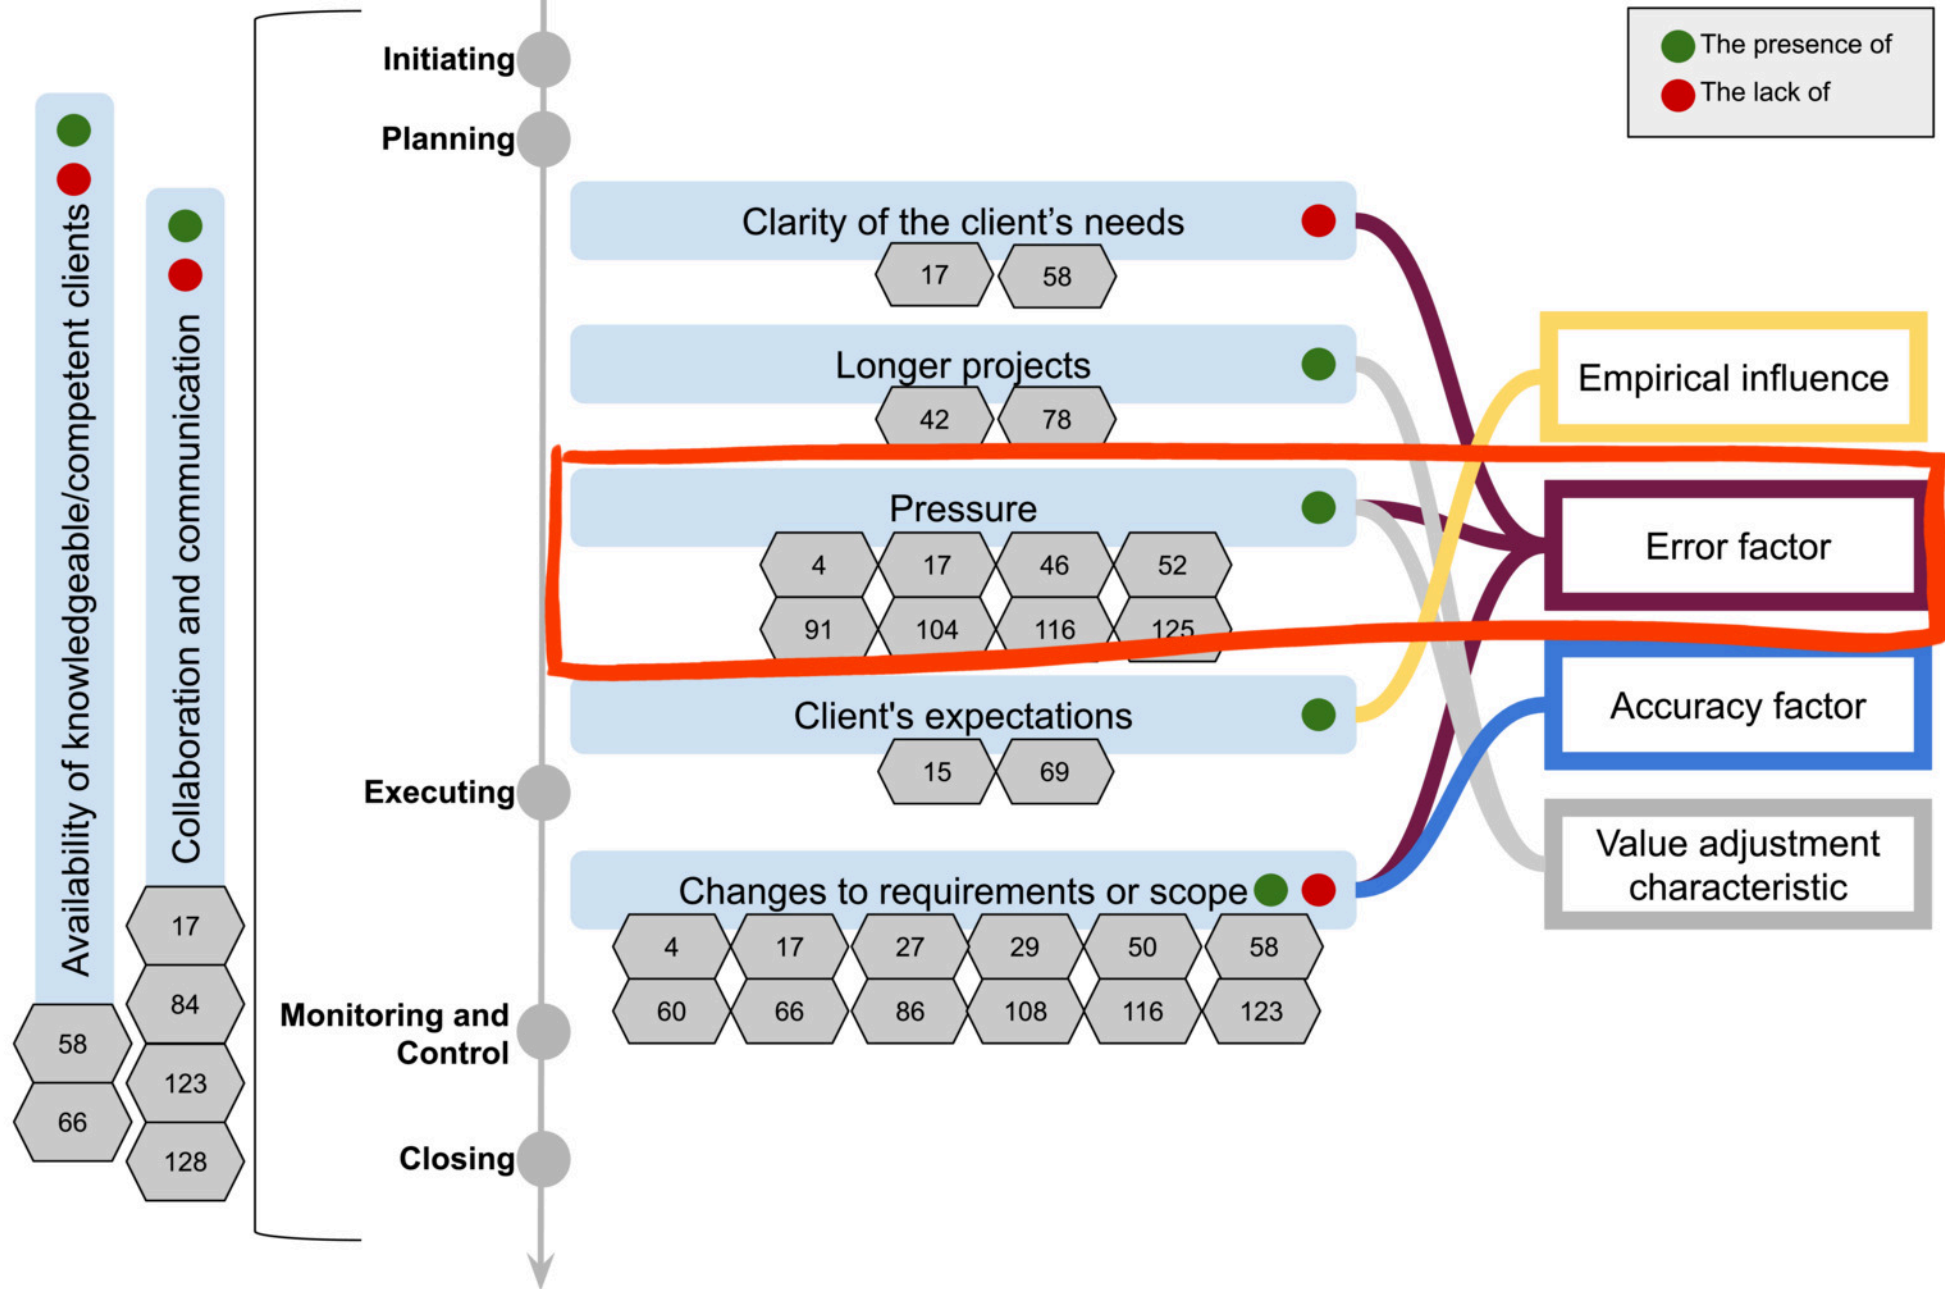 The presence of
The lack of
Initiating
Planning
Availability of knowledgeable/competent clients
58
66
Collaboration and communication
17
84
123
128
Clarity of the client’s needs
17 58
Longer projects
42 78
Pressure
4 17 46 52
91 104 116 125
Client's expectations
15 69
Executing
Changes to requirements or scope
4 17 27 29 50 58
60 66 86 108 116 123
Monitoring and
Control
Closing
Empirical influence
Error factor
Accuracy factor
Value adjustment
characteristic